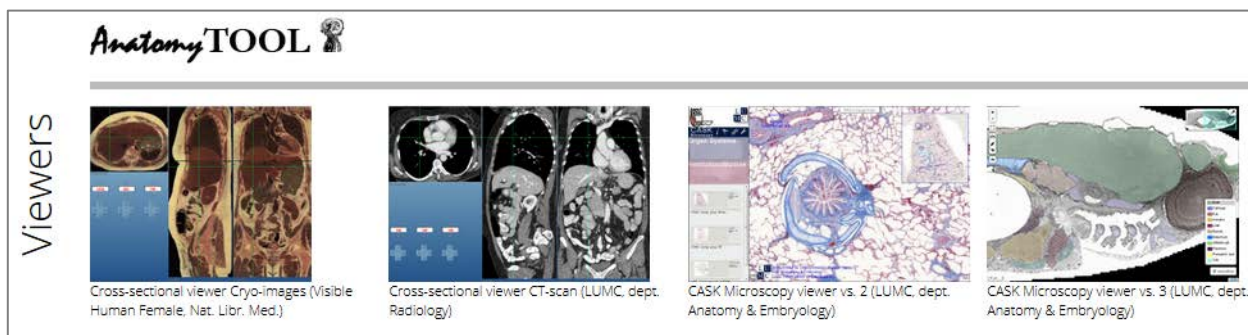 AnatomyTOOL
Viewers
Cross-sectional viewer Cryo-images (Visible
Human Female, Nat. Libr. Med.)
Cross-sectional viewer CT-scan (LUMC, dept.
Radiology)
CASK Microscopy viewer vs. 2 (LUMC, dept.
Anatomy & Embryology)
CASK Microscopy viewer vs. 3 (LUMC, dept.
Anatomy & Embryology)
CASK